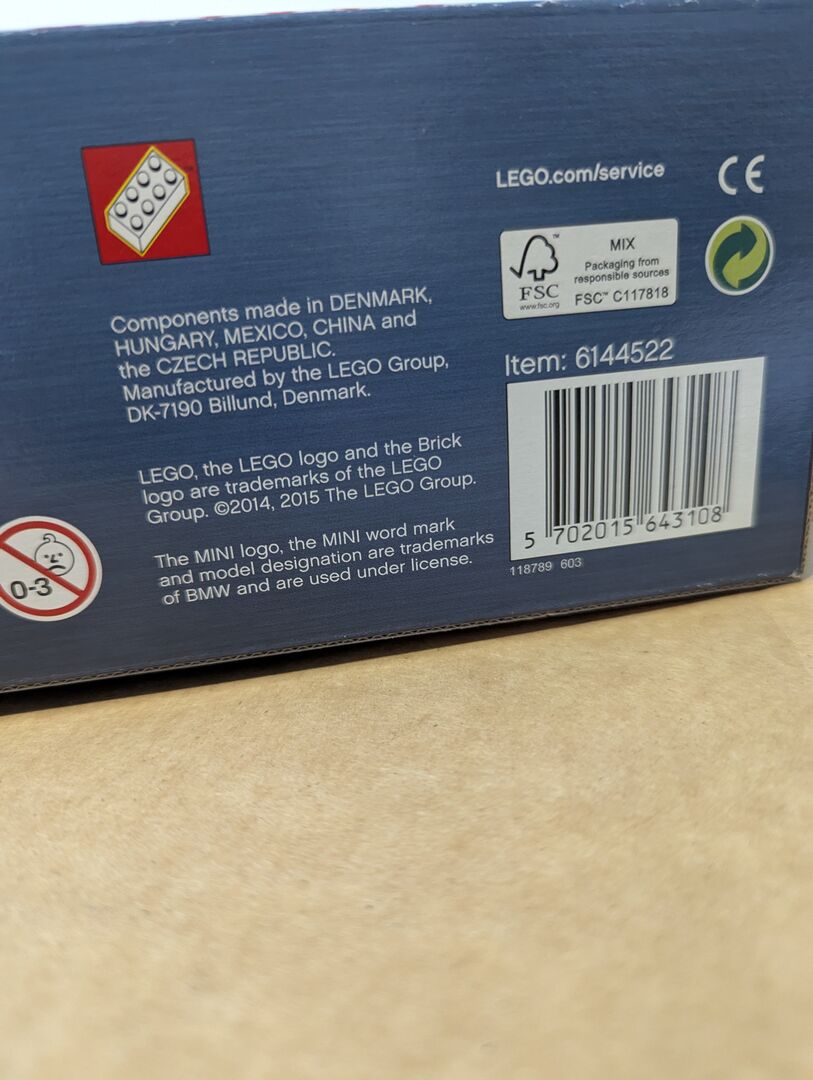 LEGO.com/service
CE
FSC
www.fsc.org
MIX
Packaging from
responsible sources
FSC™ C117818
Components made in DENMARK,
HUNGARY, MEXICO, CHINA and
the CZECH REPUBLIC.
Manufactured by the LEGO Group,
DK-7190 Billund, Denmark.
LEGO, the LEGO logo and the Brick
logo are trademarks of the LEGO
Group. ©2014, 2015 The LEGO Group.
The MINI logo, the MINI word mark
and model designation are trademarks
of BMW and are used under license.
0-3
Item: 6144522
5 702015 643108
118789 603